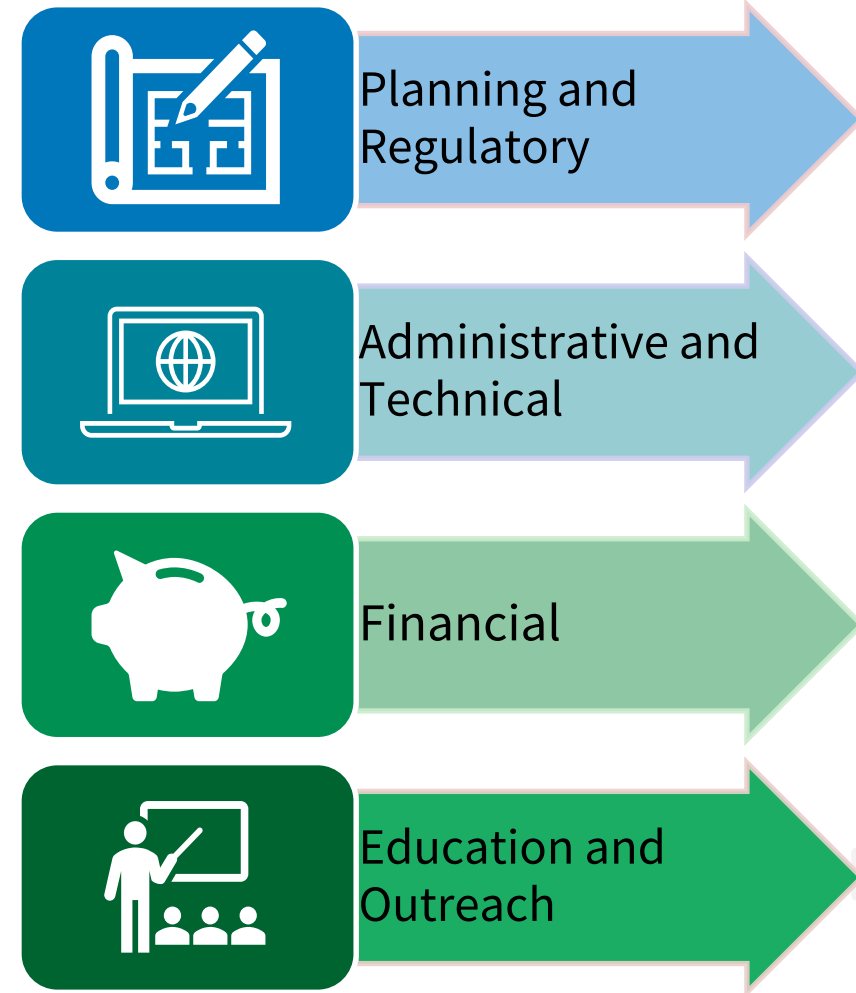 Planning and
Regulatory
Administrative and
Technical
Financial
Education and
Outreach